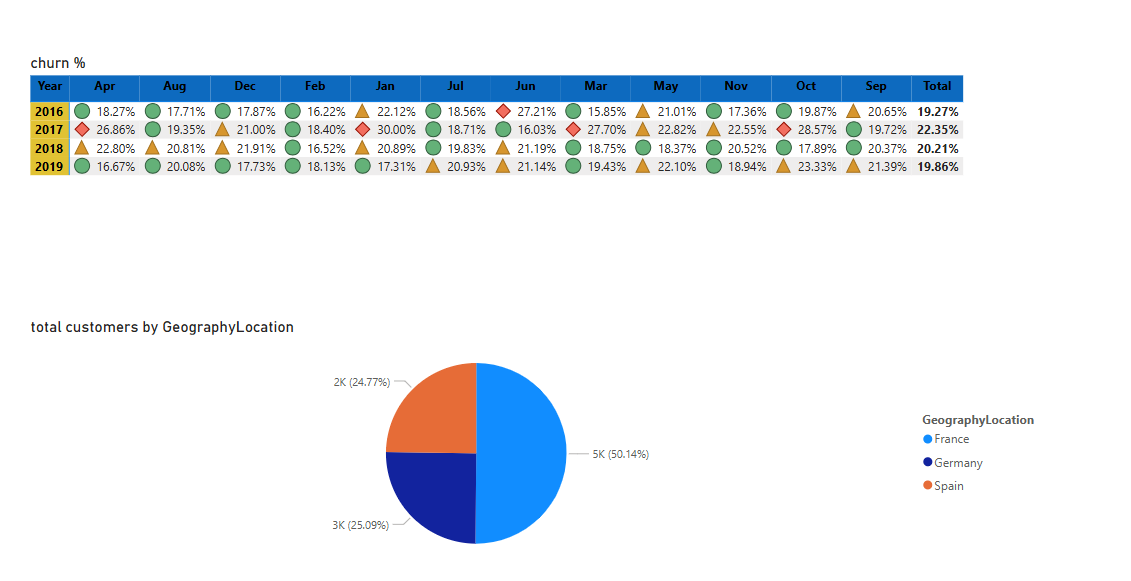 churn %
Year Apr Aug Dec Feb Jan Jul Jun Mar May Nov Oct Sep Total
2016 18.27% 17.71% 17.87% 16.22% 22.12% 18.56% 27.21% 15.85% 21.01% 17.36% 19.87% 20.65% 19.27%
2017 26.86% 19.35% 21.00% 18.40% 30.00% 18.71% 16.03% 27.70% 22.82% 22.55% 28.57% 19.72% 22.35%
2018 22.80% 20.81% 21.91% 16.52% 20.89% 19.83% 21.19% 18.75% 18.37% 20.52% 17.89% 20.37% 20.21%
2019 16.67% 20.08% 17.73% 18.13% 17.31% 20.93% 21.14% 19.43% 22.10% 18.94% 23.33% 21.39% 19.86%
total customers by GeographyLocation
2K (24.77%)
5K (50.14%)
3K (25.09%)
GeographyLocation
France
Germany
Spain